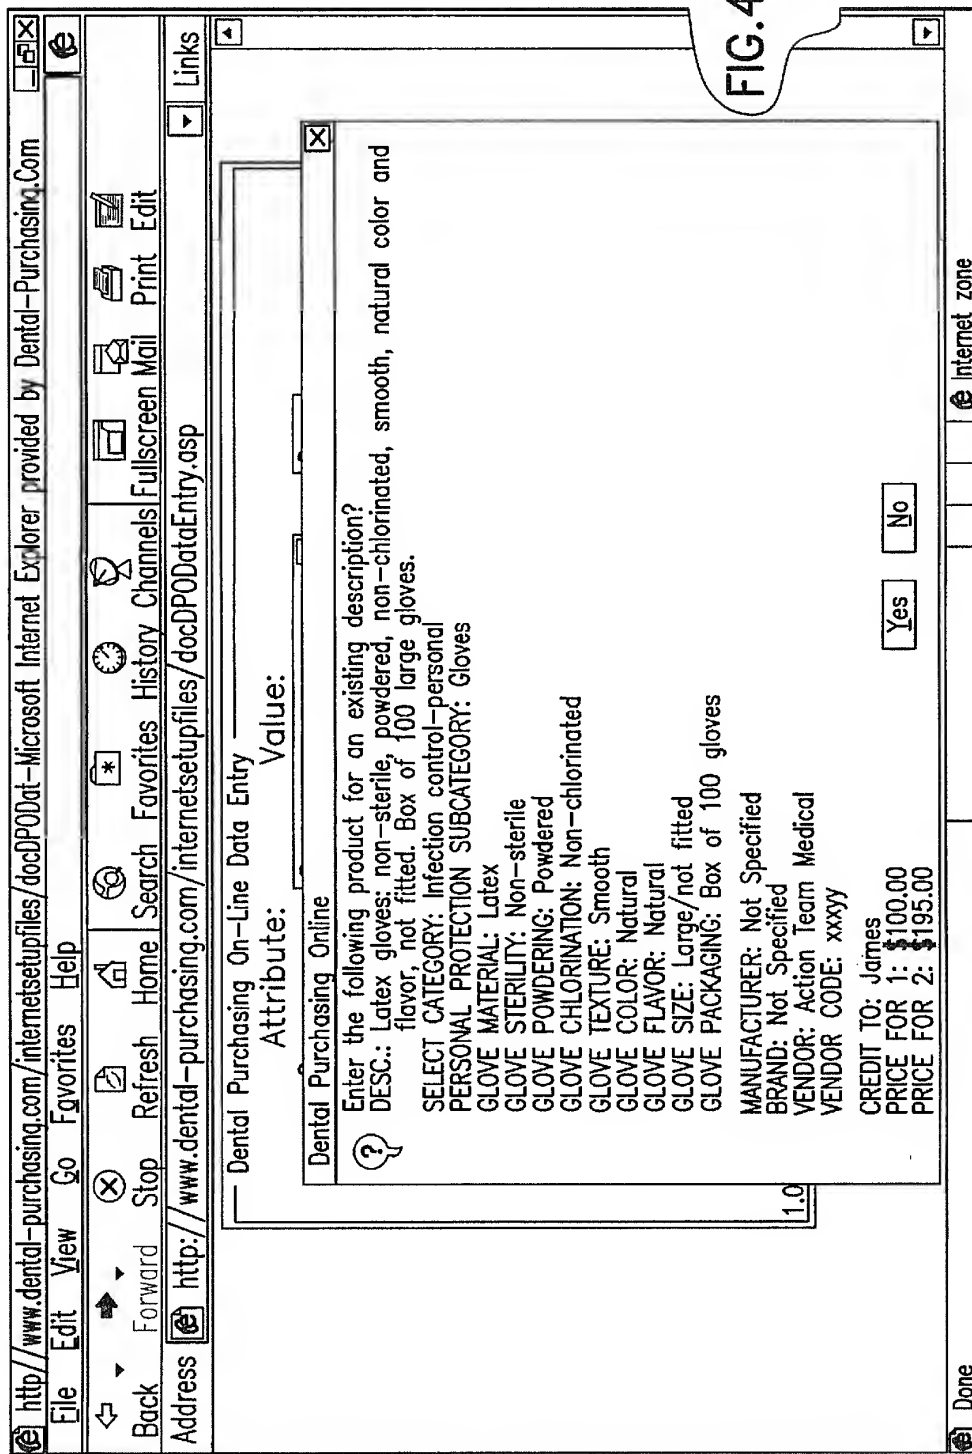 http//www.dental-purchasing.com/internetsetupfiles/docDPODat-Microsoft Internet Explorer provided by Dental-Purchasing.Com
File Edit View Go Favorites Help
Back Forward Stop Refresh Home Search Favorites History Channels Fullscreen Mail Print Edit
Address http://www.dental-purchasing.com/internetsetupfiles/docDPODataEntry.asp Links
Dental Purchasing On-Line Data Entry
Attribute: Value:
Dental Purchasing Online
Enter the following product for an existing description?
DESC.: Latex gloves: non-sterile, powdered, non-chlorinated, smooth, natural color and
flavor, not fitted. Box of 100 large gloves.
SELECT CATEGORY: Infection control-personal
PERSONAL PROTECTION SUBCATEGORY: Gloves
GLOVE MATERIAL: Latex
GLOVE STERILITY: Non-sterile
GLOVE POWDERING: Powdered
GLOVE CHLORINATION: Non-chlorinated
GLOVE TEXTURE: Smooth
GLOVE COLOR: Natural
GLOVE FLAVOR: Natural
GLOVE SIZE: Large/not fitted
GLOVE PACKAGING: Box of 100 gloves
MANUFACTURER: Not Specified
BRAND: Not Specified
VENDOR: Action Team Medical
VENDOR CODE: xxxyy
CREDIT TO: James
PRICE FOR 1: $100.00
PRICE FOR 2: $195.00
Yes No
1.0
Done Internet zone
FIG.4